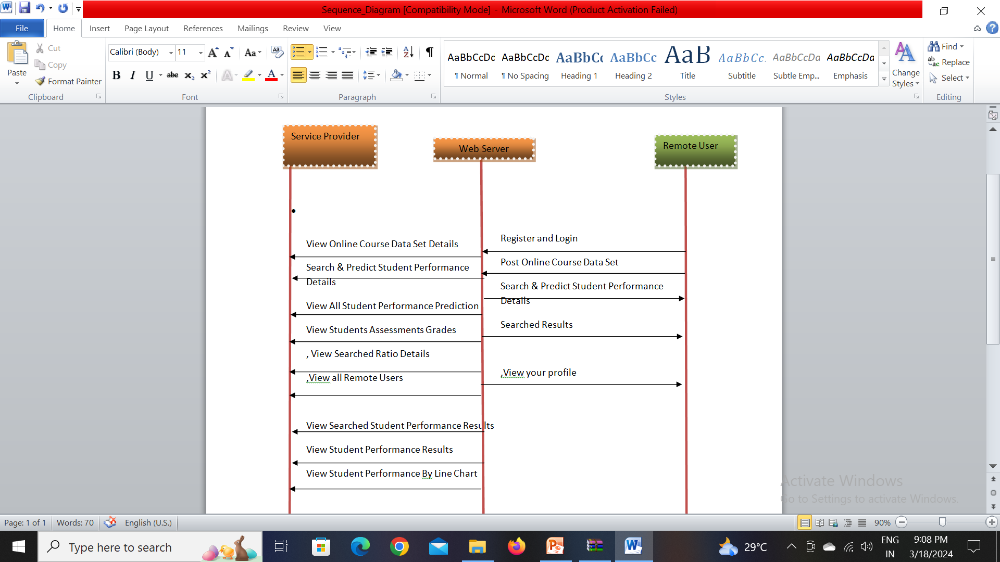 Sequence_Diagram [Compatibility Mode] - Microsoft Word (Product Activation Failed)
File Home Insert Page Layout References Mailings Review View
Paste
Cut
Copy
Format Painter
Clipboard
Calibri (Body) 11
Font
Paragraph
AaBbCcDc AaBbCcDc AaBbCc AaBbCc AaB AaBbCc. AaBbCcDa AaBbCcDa
¶ Normal ¶ No Spacing Heading 1 Heading 2 Title Subtitle Subtle Emp... Emphasis
Change
Styles
Styles
Find
Replace
Select
Editing
Service Provider
Web Server
Remote User
Register and Login
View Online Course Data Set Details
Post Online Course Data Set
Search & Predict Student Performance
Details
Search & Predict Student Performance
Details
View All Student Performance Prediction
Searched Results
View Students Assessments Grades
, View Searched Ratio Details
,View your profile
,View all Remote Users
View Searched Student Performance Results
View Student Performance Results
View Student Performance By Line Chart
Activate Windows
Go to Settings to activate Windows.
Page: 1 of 1 Words: 70 English (U.S.) 90%
Type here to search
29°C
ENG
IN
9:08 PM
3/18/2024